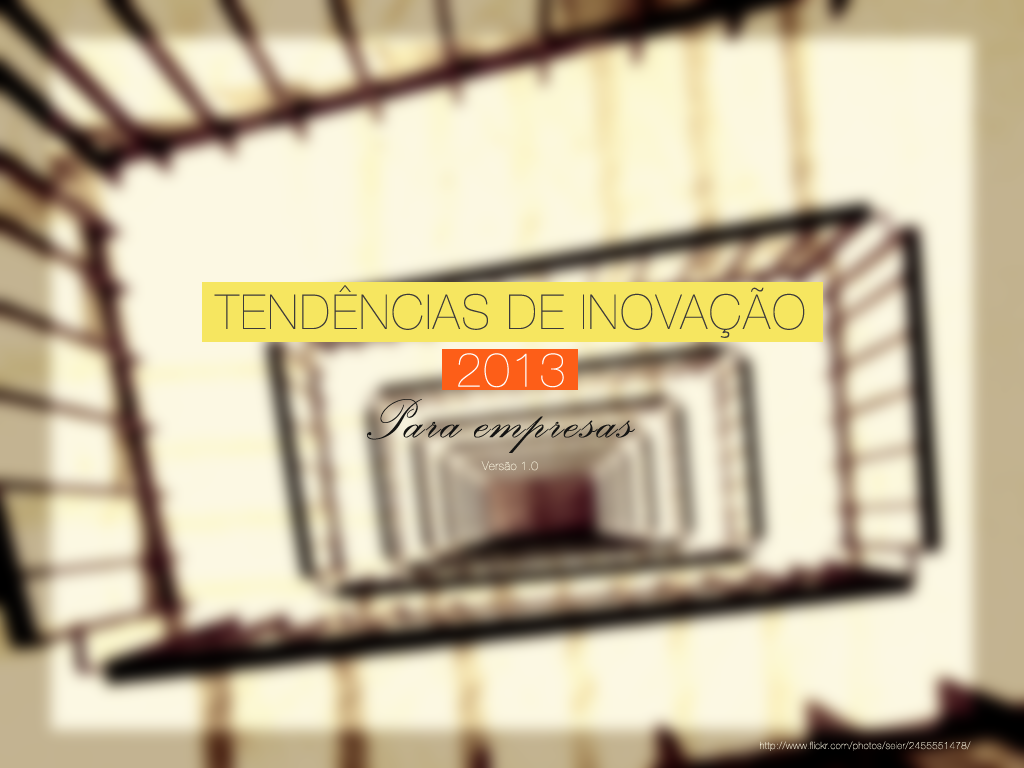 TENDÊNCIAS DE INOVAÇÃO
2013
Para empresas
Versão 1.0
http://www.flickr.com/photos/seier/2455551478/